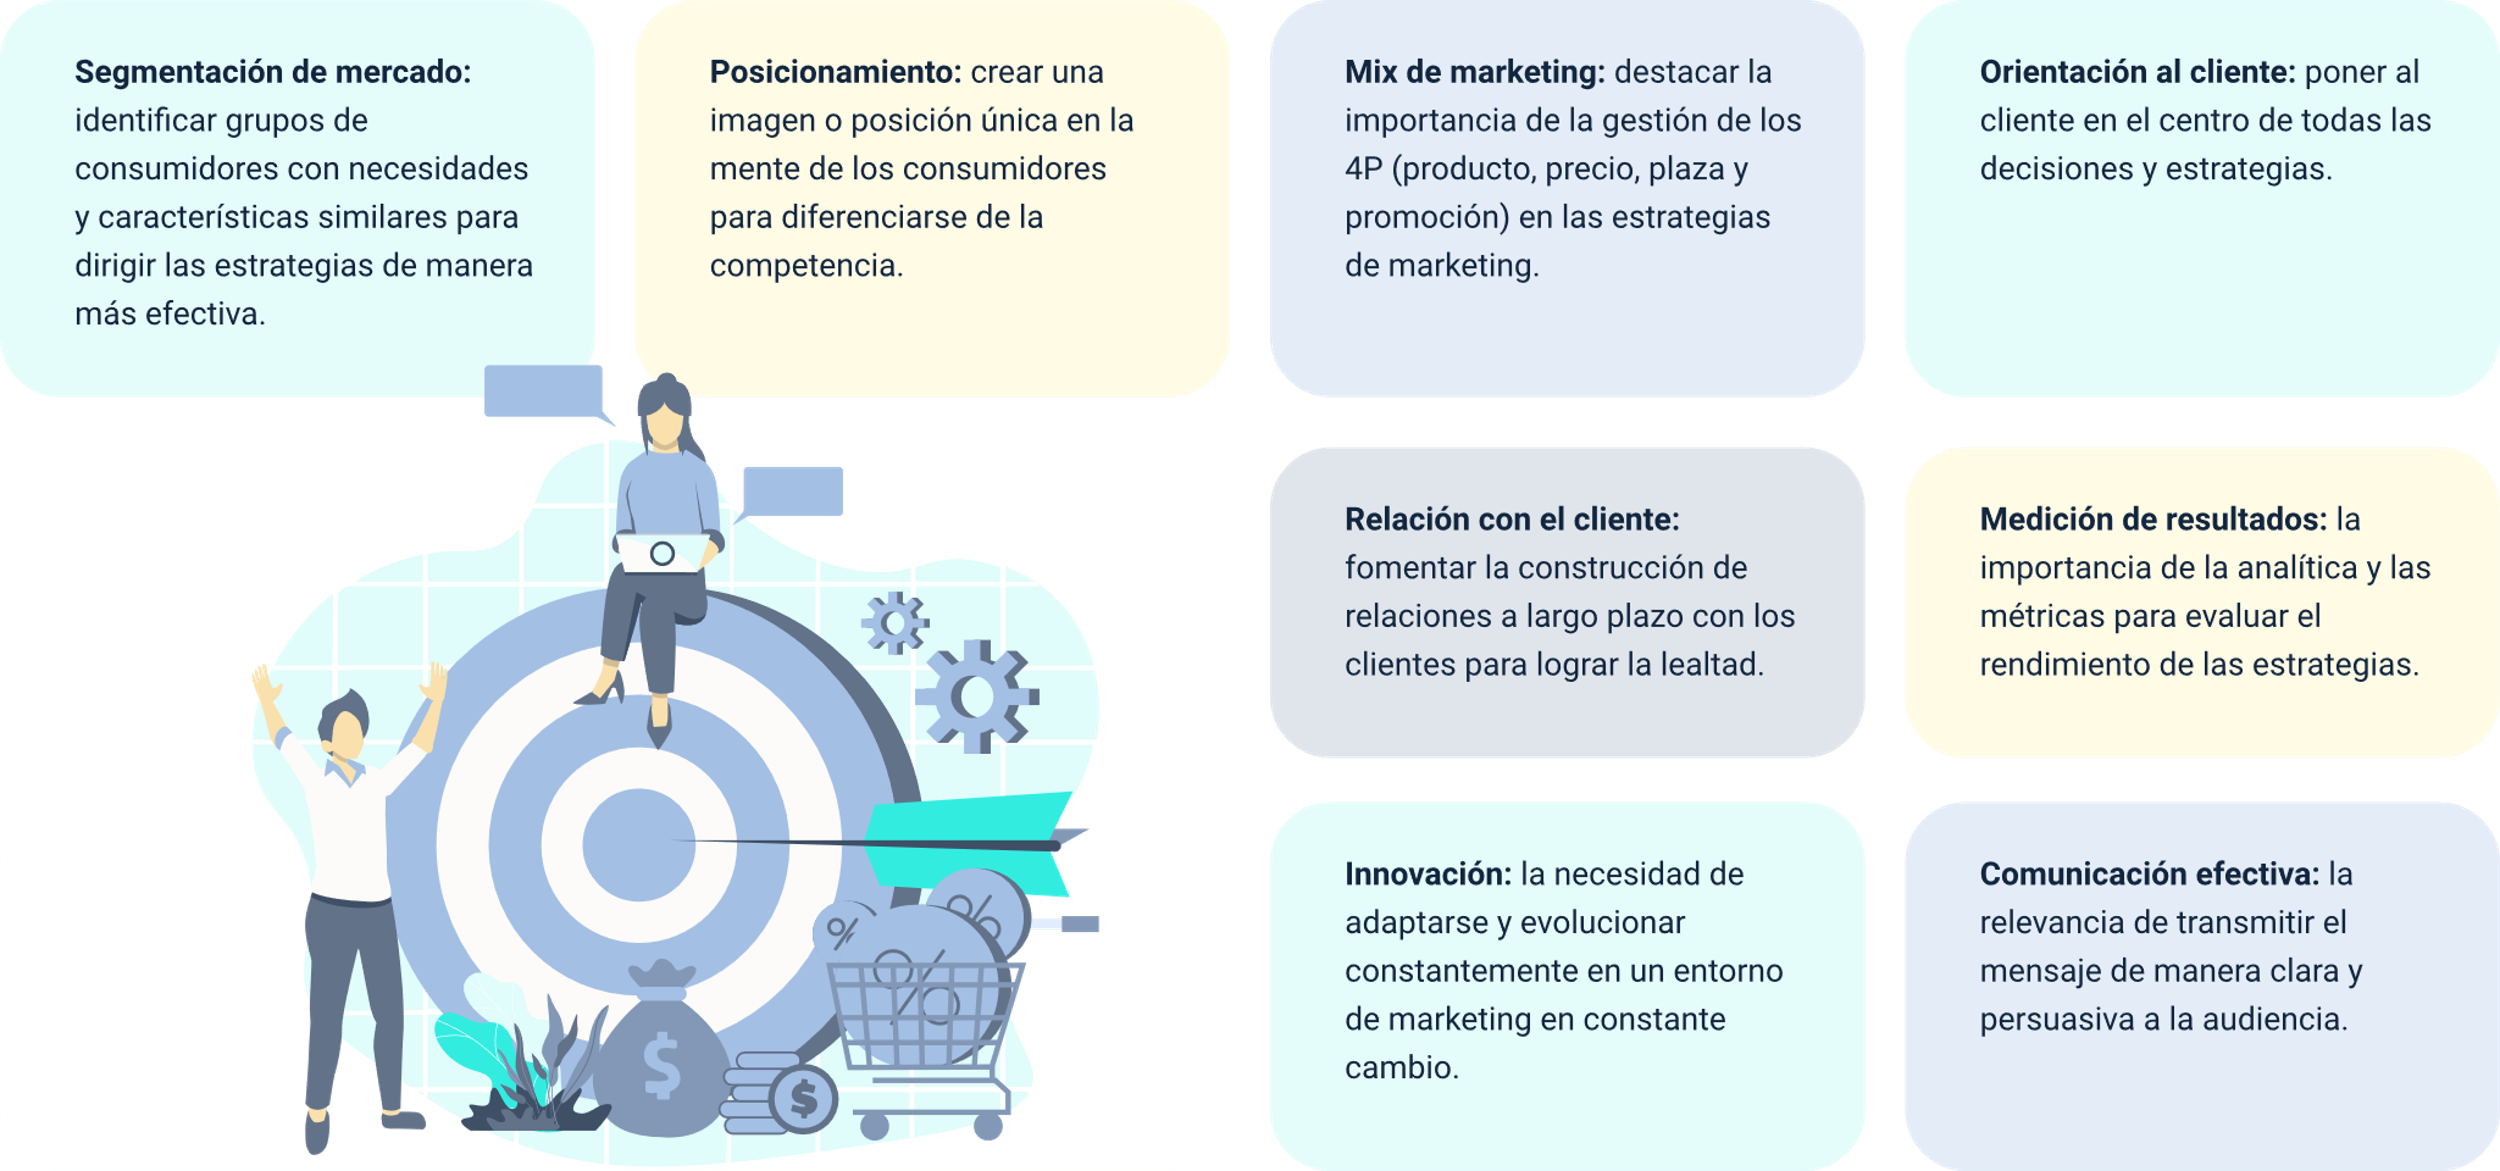 Segmentación de mercado:
identificar grupos de
consumidores con necesidades
y características similares para
dirigir las estrategias de manera
más efectiva.
Posicionamiento: crear una
imagen o posición única en la
mente de los consumidores
para diferenciarse de la
competencia.
Mix de marketing: destacar la
importancia de la gestión de los
4P (producto, precio, plaza y
promoción) en las estrategias
de marketing.
Orientación al cliente: poner al
cliente en el centro de todas las
decisiones y estrategias.
Relación con el cliente:
fomentar la construcción de
relaciones a largo plazo con los
clientes para lograr la lealtad.
Medición de resultados: la
importancia de la analítica y las
métricas para evaluar el
rendimiento de las estrategias.
Innovación: la necesidad de
adaptarse y evolucionar
constantemente en un entorno
de marketing en constante
cambio.
Comunicación efectiva: la
relevancia de transmitir el
mensaje de manera clara y
persuasiva a la audiencia.
%
%
%
$
$